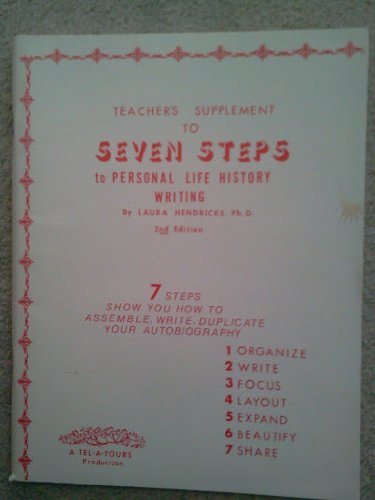 TEACHER'S SUPPLEMENT
TO
SEVEN STEPS
to PERSONAL LIFE HISTORY
WRITING
By LAURA HENDRICKS Ph.D.
2nd Edition
7 STEPS
SHOW YOU HOW TO
ASSEMBLE, WRITE, DUPLICATE
YOUR AUTOBIOGRAPHY
1 ORGANIZE
2 WRITE
3 FOCUS
4 LAYOUT
5 EXPAND
6 BEAUTIFY
7 SHARE
A TEL-A-TOURS
Production